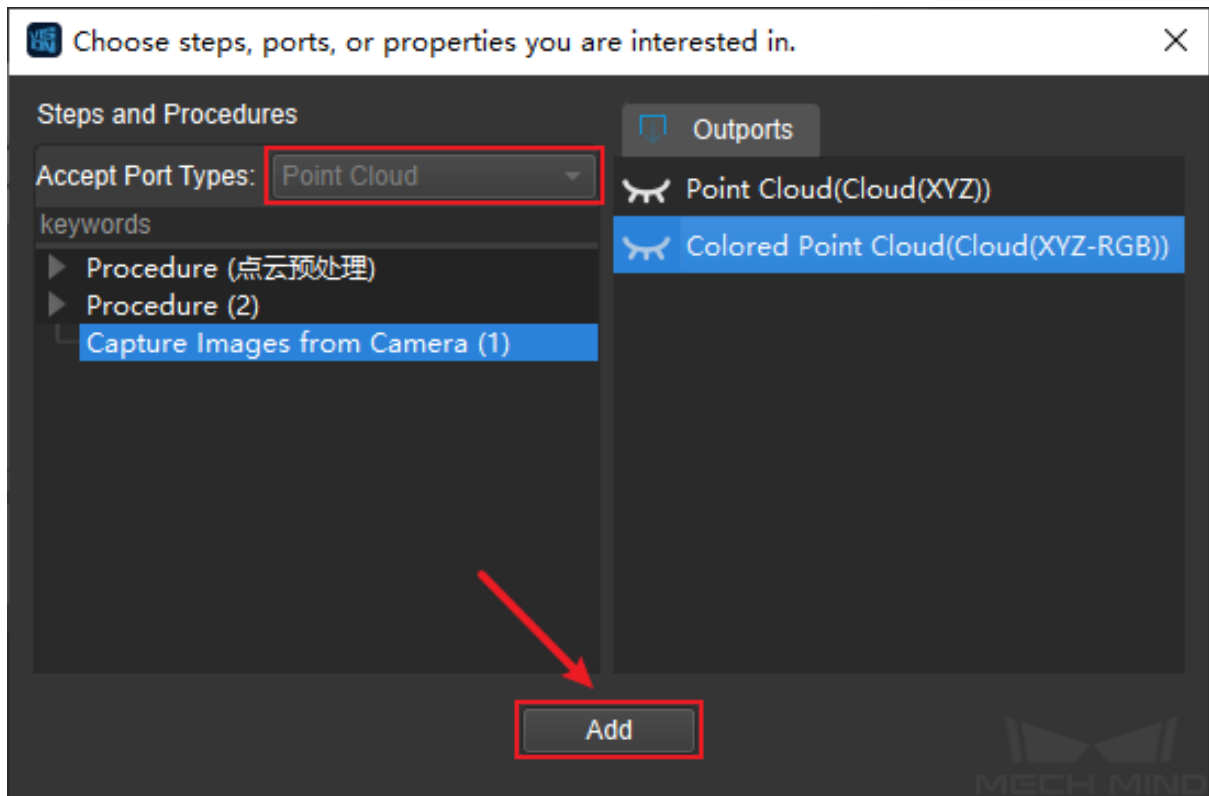 Choose steps, ports, or properties you are interested in.
Steps and Procedures
Accept Port Types: Point Cloud
keywords
Procedure (点云预处理)
Procedure (2)
Capture Images from Camera (1)
Outports
Point Cloud(Cloud(XYZ))
Colored Point Cloud(Cloud(XYZ-RGB))
Add
MECH MIND